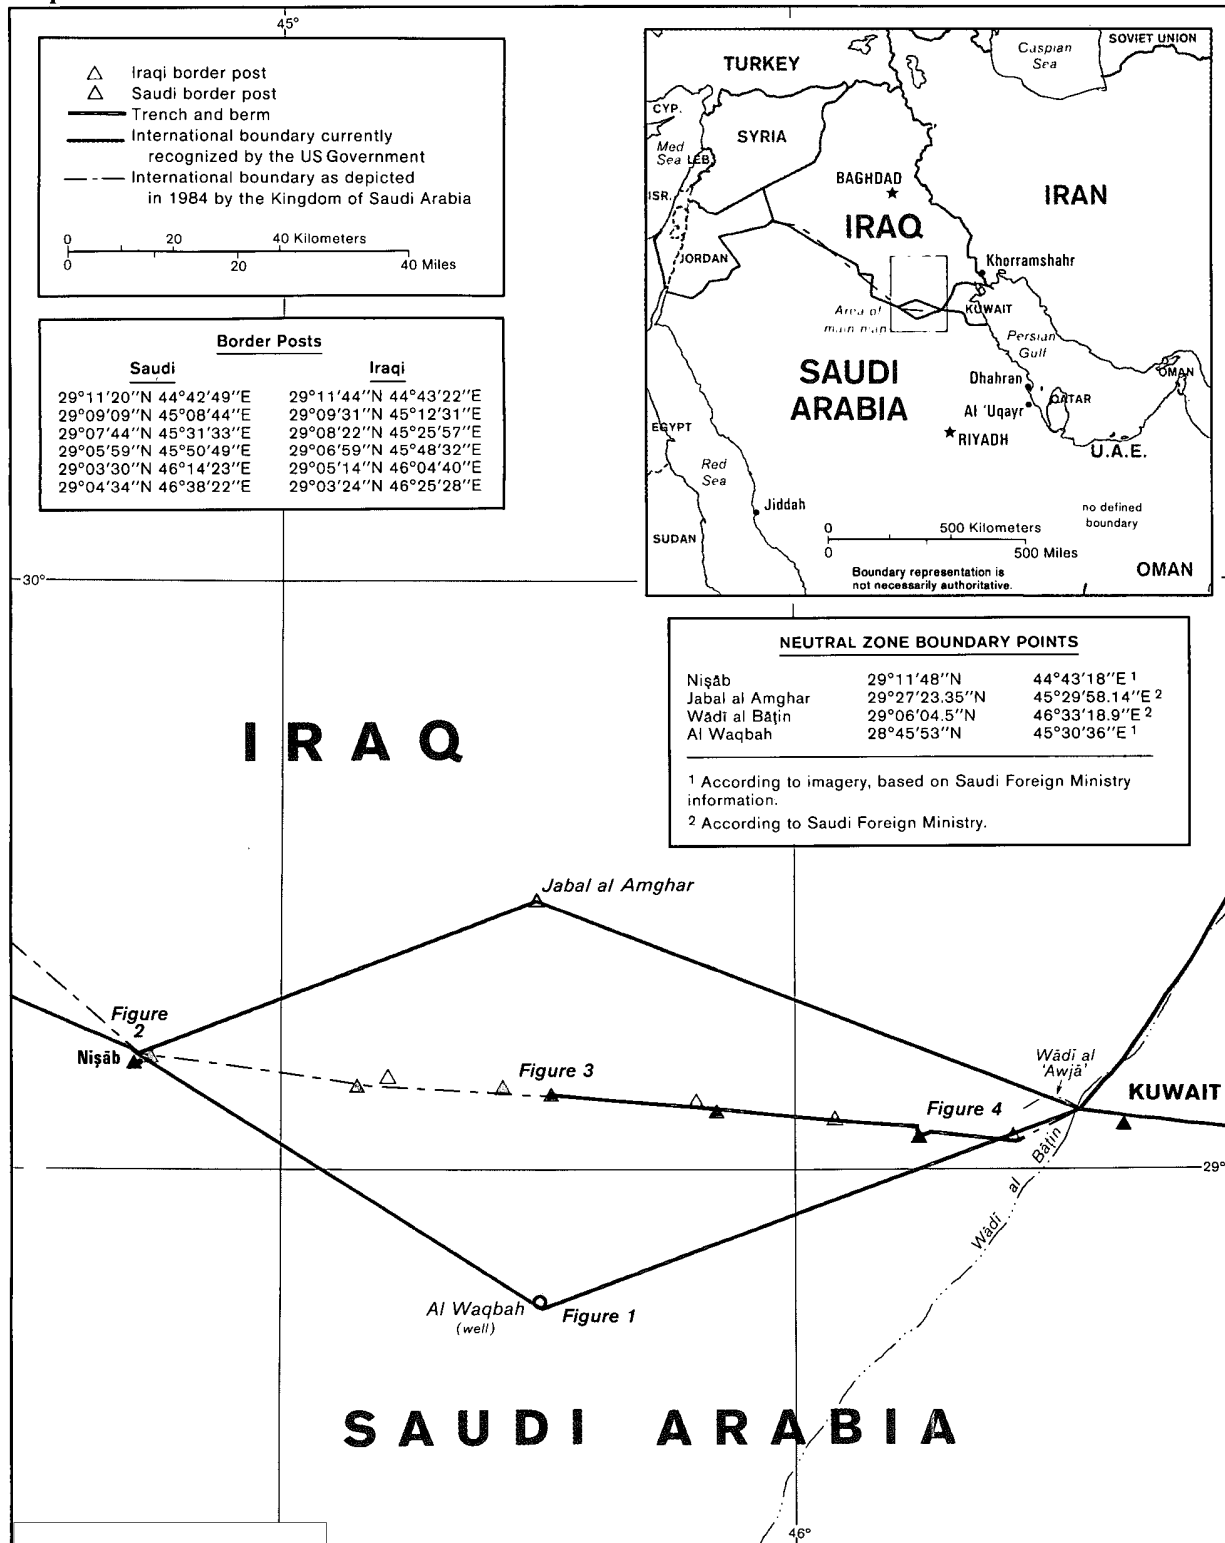 45°
Iraqi border post
Saudi border post
Trench and berm
International boundary currently
recognized by the US Government
International boundary as depicted
in 1984 by the Kingdom of Saudi Arabia
0 20 40 Kilometers
0 20 40 Miles
Border Posts
Saudi Iraqi
29°11'20"N 44°42'49"E 29°11'44"N 44°43'22"E
29°09'09"N 45°08'44"E 29°09'31"N 45°12'31"E
29°07'44"N 45°31'33"E 29°08'22"N 45°25'57"E
29°05'59"N 45°50'49"E 29°06'59"N 45°48'32"E
29°03'30"N 46°14'23"E 29°05'14"N 46°04'40"E
29°04'34"N 46°38'22"E 29°03'24"N 46°25'28"E
SOVIET UNION
Caspian
Sea
TURKEY
CYP.
SYRIA
Med
Sea
LEB.
BAGHDAD
ISR.
IRAN
IRAQ
JORDAN
Khorramshahr
Area of
main map
KUWAIT
Persian
Gulf
SAUDI
ARABIA
Dhahran
OMAN
QATAR
Al 'Uqayr
EGYPT
RIYADH
U.A.E.
Red
Sea
Jiddah
no defined
boundary
SUDAN
0 500 Kilometers
0 500 Miles
Boundary representation is
not necessarily authoritative.
OMAN
30°
NEUTRAL ZONE BOUNDARY POINTS
Nişāb 29°11'48"N 44°43'18"E 1
Jabal al Amghar 29°27'23.35"N 45°29'58.14"E 2
Wādī al Bāţin 29°06'04.5"N 46°33'18.9"E 2
Al Waqbah 28°45'53"N 45°30'36"E 1
1 According to imagery, based on Saudi Foreign Ministry
information.
2 According to Saudi Foreign Ministry.
IRAQ
Jabal al Amghar
Figure
2
Nişāb
Figure 3
Wādī al
'Awjā'
KUWAIT
Figure 4
29°
Wādī al Bāţin
Al Waqbah
(well)
Figure 1
SAUDI ARABIA
46°